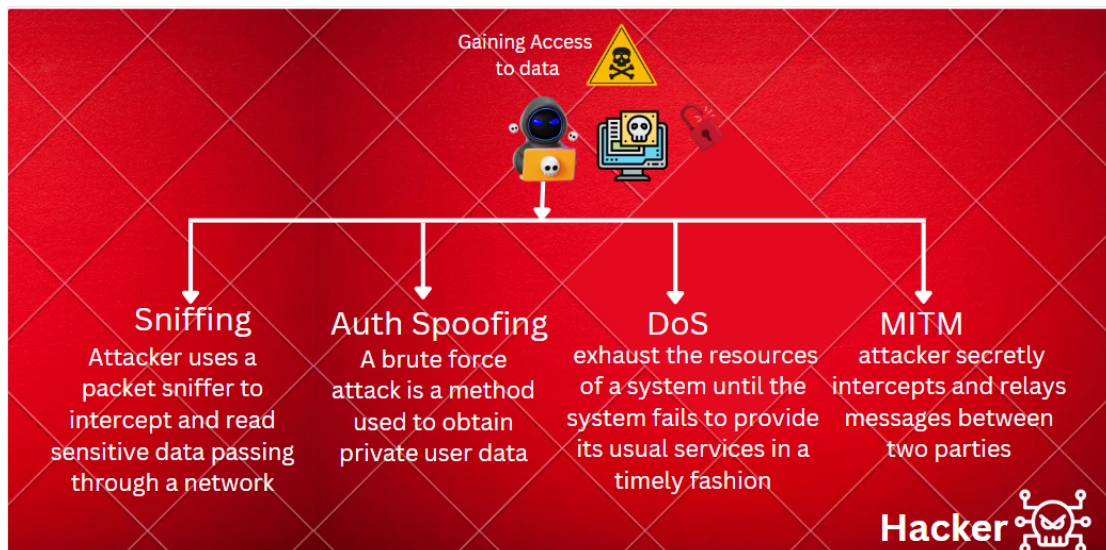 Gaining Access
to data
Sniffing
Attacker uses a
packet sniffer to
intercept and read
sensitive data passing
through a network
Auth Spoofing
A brute force
attack is a method
used to obtain
private user data
DoS
exhaust the resources
of a system until the
system fails to provide
its usual services in a
timely fashion
MITM
attacker secretly
intercepts and relays
messages between
two parties
Hacker